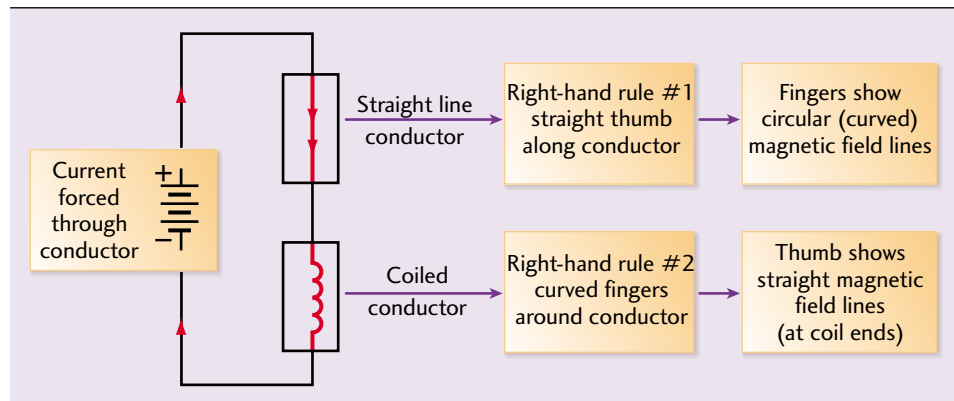 Current
forced
through
conductor
+
−
Straight line
conductor
Right-hand rule #1
straight thumb
along conductor
Fingers show
circular (curved)
magnetic field lines
Coiled
conductor
Right-hand rule #2
curved fingers
around conductor
Thumb shows
straight magnetic
field lines
(at coil ends)